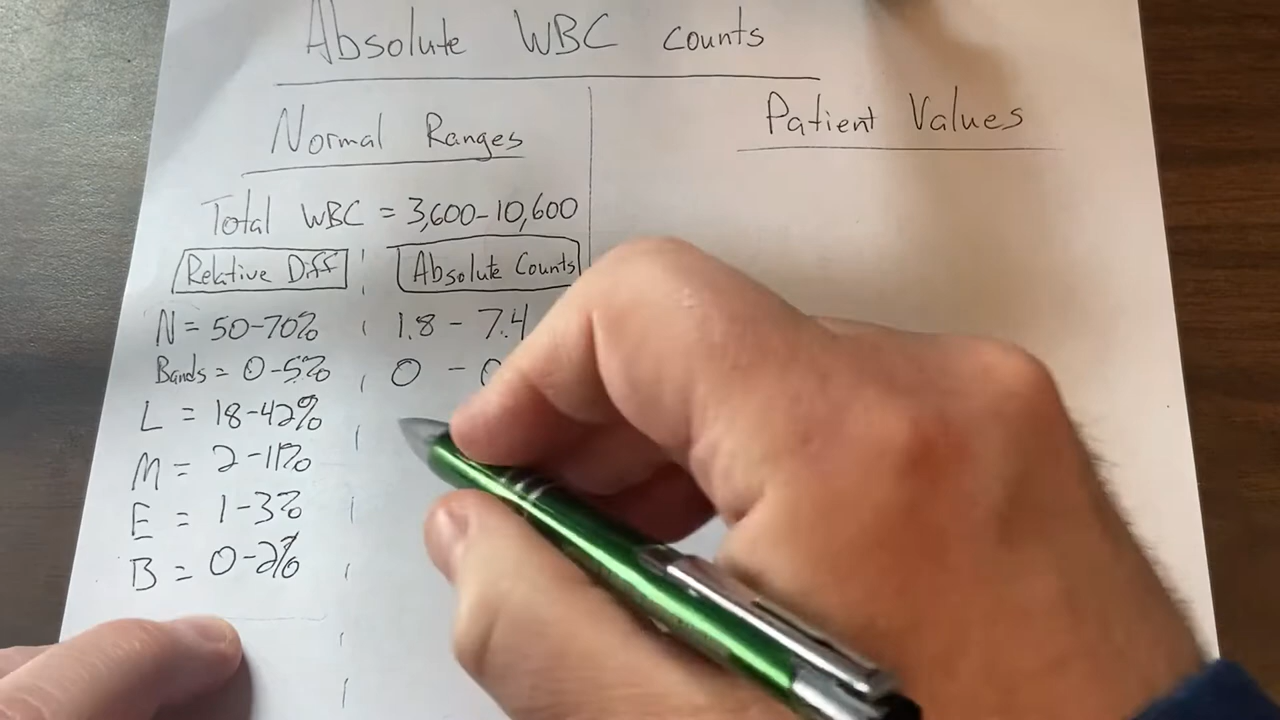 Absolute WBC counts
Normal Ranges
Patient Values
Total WBC = 3,600-10,600
Relative Diff
Absolute Counts
N = 50-70% 1.8 - 7.4
Bands = 0-5% 0 -
L = 18-42%
M = 2-11%
E = 1-3%
B = 0-2%